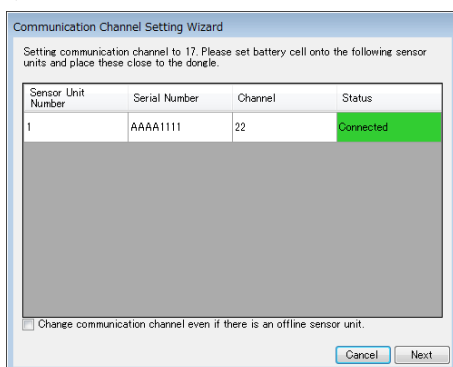 Communication Channel Setting Wizard
Setting communication channel to 17. Please set battery cell onto the following sensor
units and place these close to the dongle.
Sensor Unit
Number
Serial Number
Channel
Status
1
AAAA1111
22
Connected
Change communication channel even if there is an offline sensor unit.
Cancel
Next